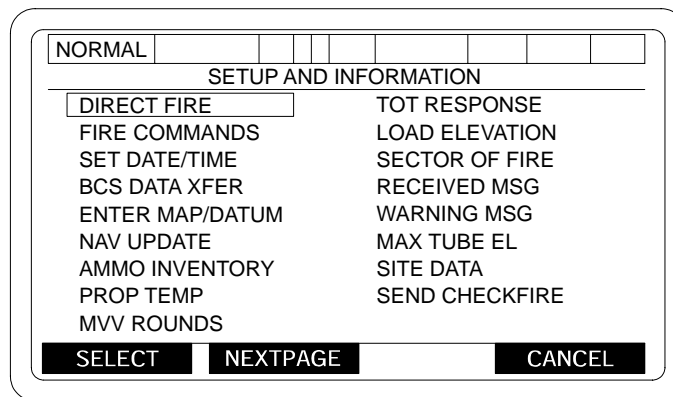 NORMAL
SETUP AND INFORMATION
DIRECT FIRE
FIRE COMMANDS
SET DATE/TIME
BCS DATA XFER
ENTER MAP/DATUM
NAV UPDATE
AMMO INVENTORY
PROP TEMP
MVV ROUNDS
TOT RESPONSE
LOAD ELEVATION
SECTOR OF FIRE
RECEIVED MSG
WARNING MSG
MAX TUBE EL
SITE DATA
SEND CHECKFIRE
SELECT NEXTPAGE CANCEL